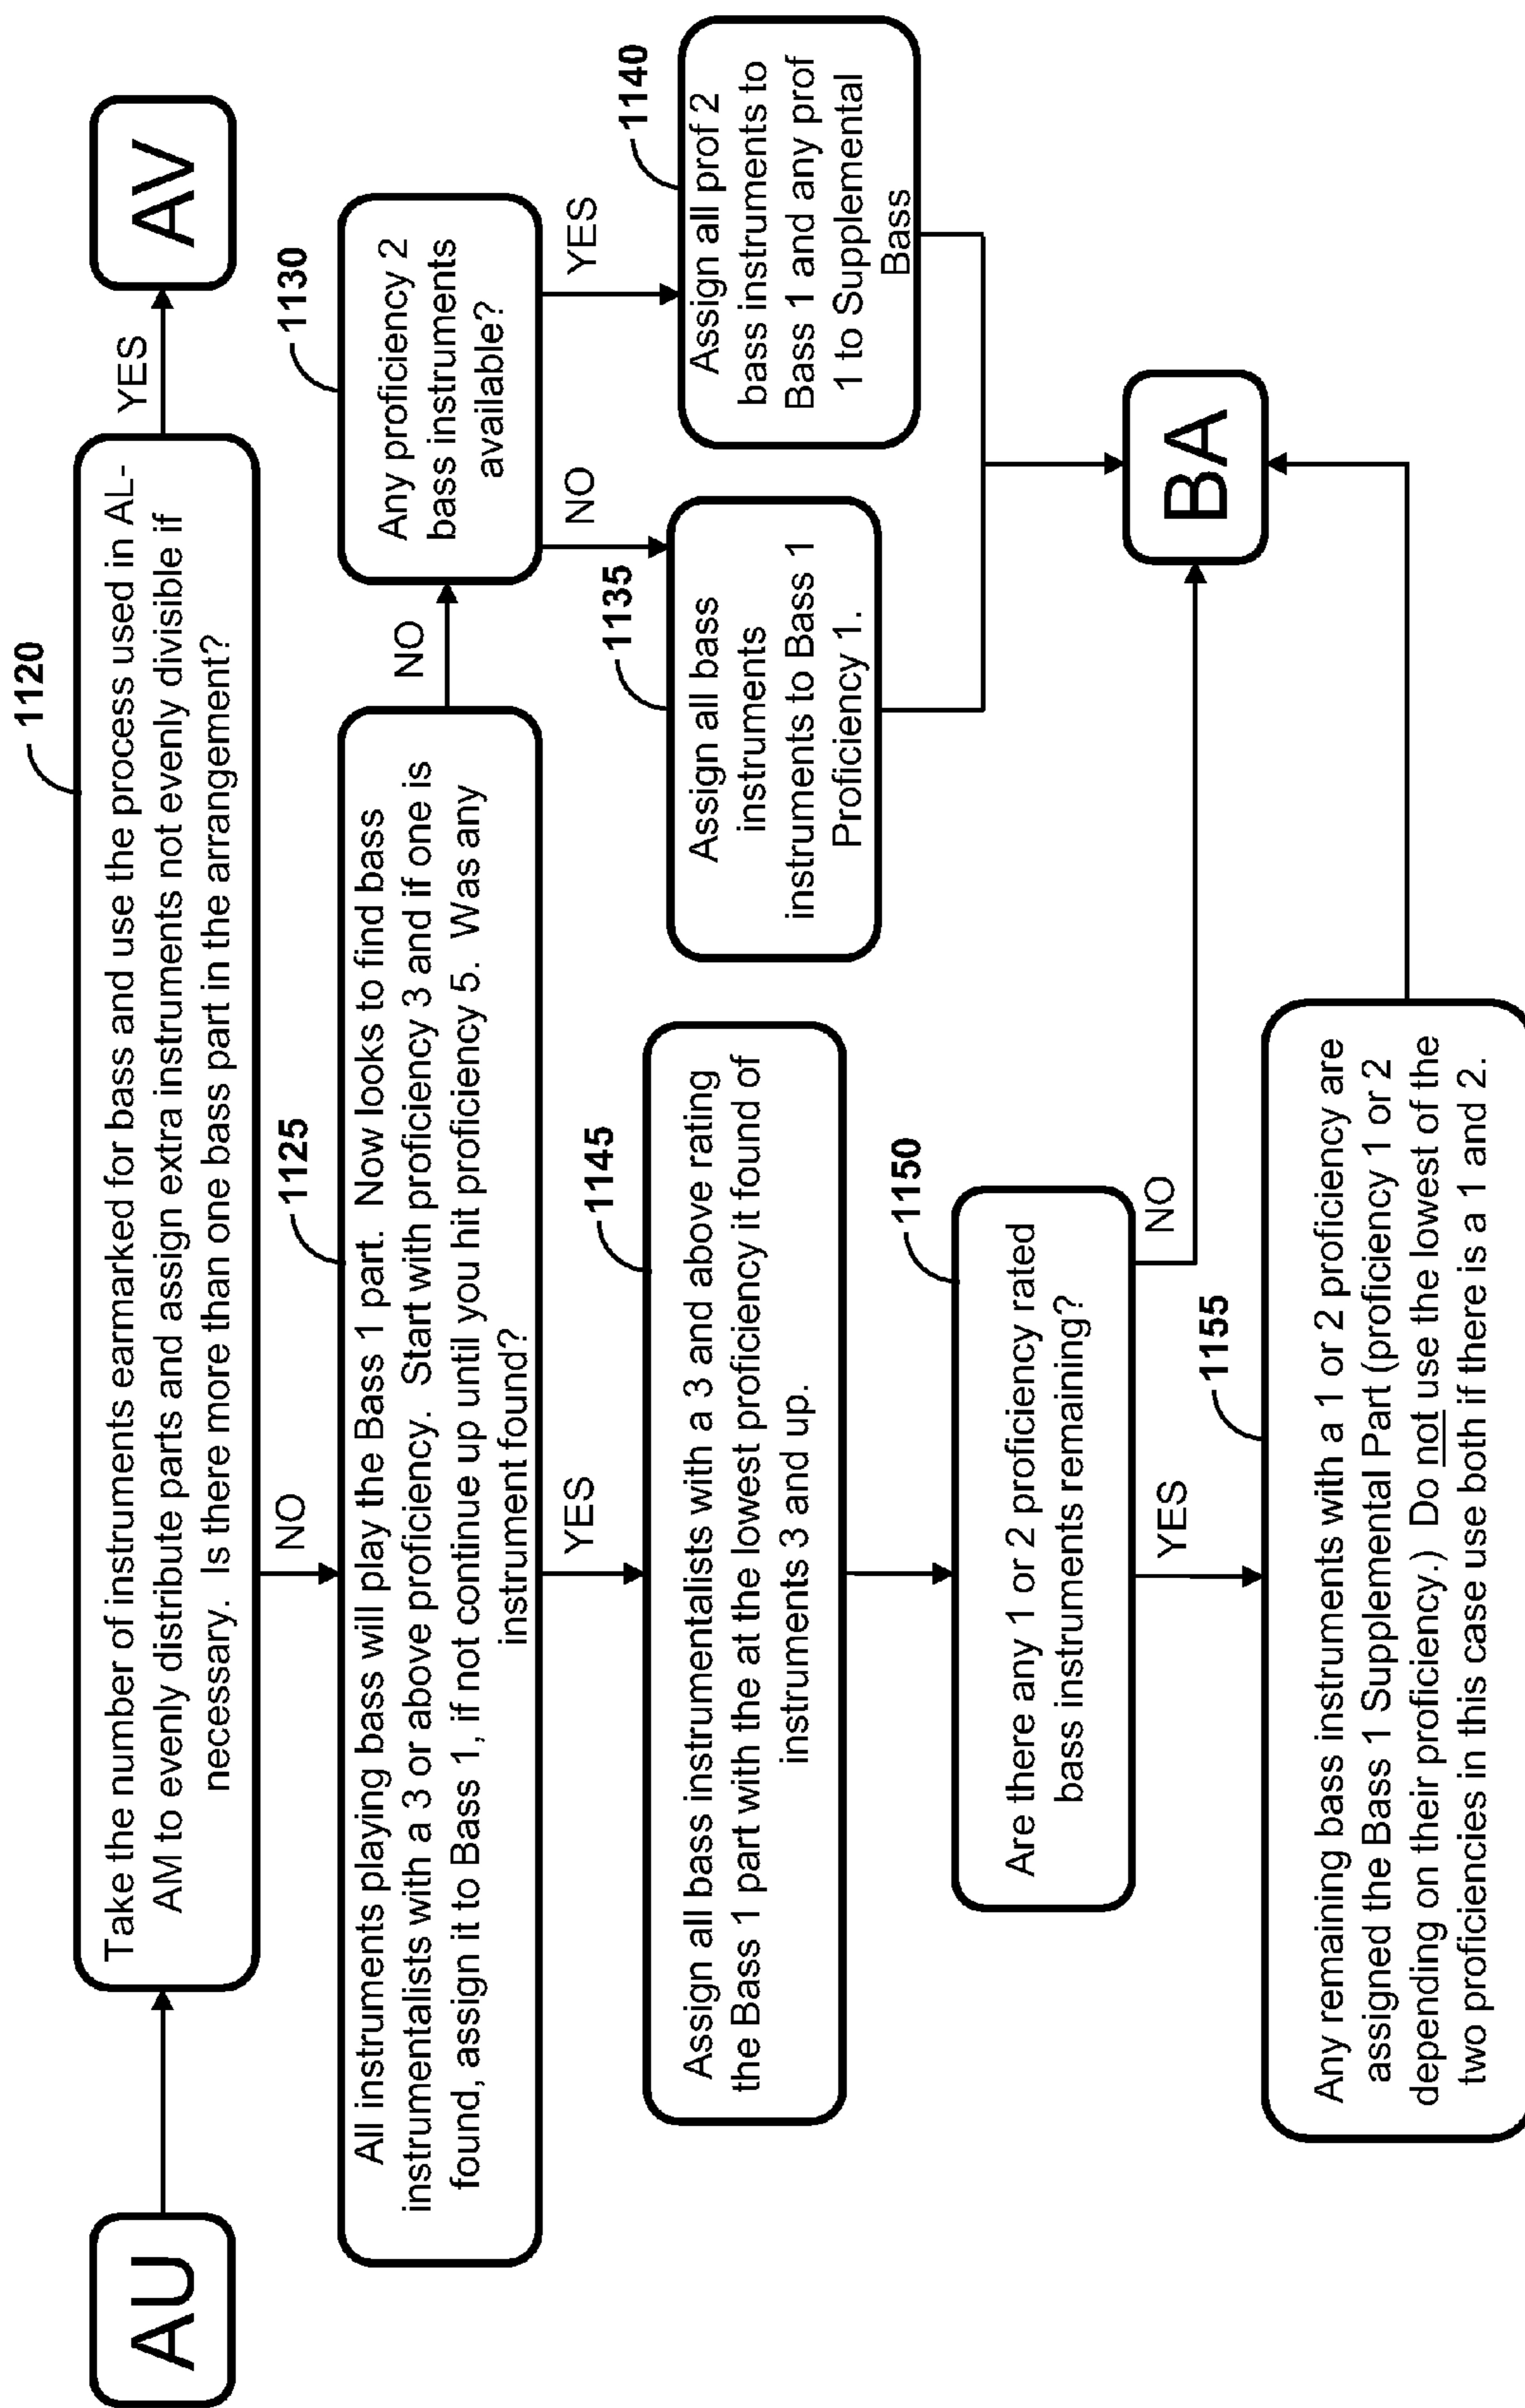 AU
1120
Take the number of instruments earmarked for bass and use the process used in AL-
AM to evenly distribute parts and assign extra instruments not evenly divisible if
necessary.  Is there more than one bass part in the arrangement?
YES
AV
NO
1125
All instruments playing bass will play the Bass 1 part.  Now looks to find bass
instrumentalists with a 3 or above proficiency.  Start with proficiency 3 and if one is
found, assign it to Bass 1, if not continue up until you hit proficiency 5.  Was any
instrument found?
NO
1130
Any proficiency 2
bass instruments
available?
NO
YES
1135
Assign all bass
instruments
instruments to Bass 1
Proficiency 1.
1140
Assign all prof 2
bass instruments to
Bass 1 and any prof
1 to Supplemental
Bass
YES
1145
Assign all bass instrumentalists with a 3 and above rating
the Bass 1 part with the at the lowest proficiency it found of
instruments 3 and up.
1150
Are there any 1 or 2 proficiency rated
bass instruments remaining?
NO
YES
BA
1155
Any remaining bass instruments with a 1 or 2 proficiency are
assigned the Bass 1 Supplemental Part (proficiency 1 or 2
depending on their proficiency.)  Do not use the lowest of the
two proficiencies in this case use both if there is a 1 and 2.